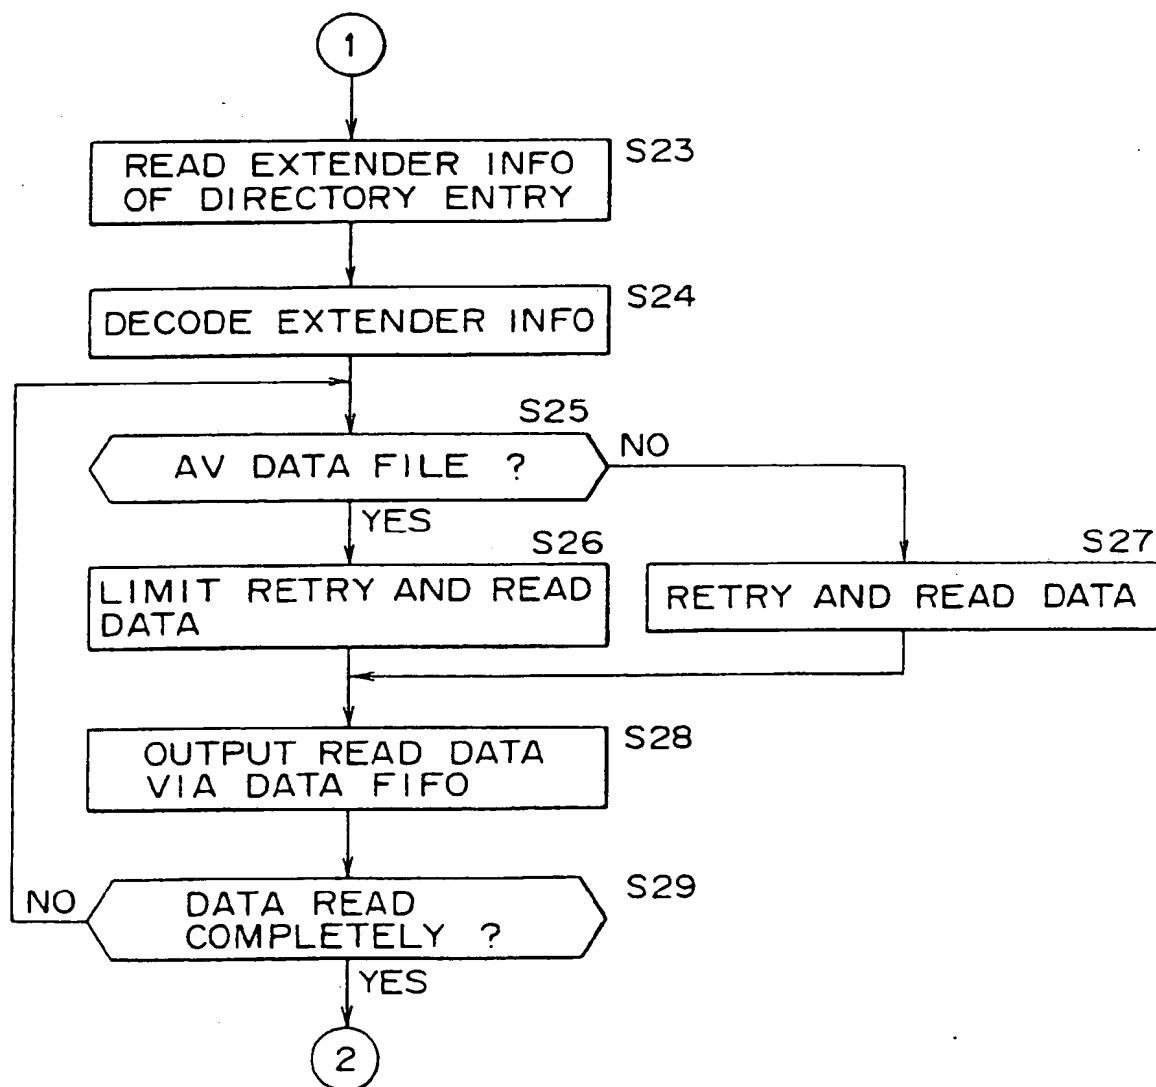 1
S23
READ EXTENDER INFO
OF DIRECTORY ENTRY
S24
DECODE EXTENDER INFO
S25
AV DATA FILE ?
NO
YES
S26
LIMIT RETRY AND READ
DATA
S27
RETRY AND READ DATA
S28
OUTPUT READ DATA
VIA DATA FIFO
S29
DATA READ
COMPLETELY ?
NO
YES
2